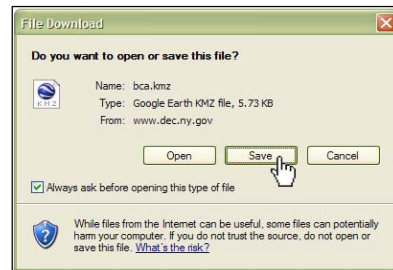 File Download
Do you want to open or save this file?
Name: bca.kmz
Type: Google Earth KMZ file, 5.73 KB
From: www.dec.ny.gov
KMZ
Open Save Cancel
Always ask before opening this type of file
While files from the Internet can be useful, some files can potentially
harm your computer. If you do not trust the source, do not open or
save this file. What's the risk?